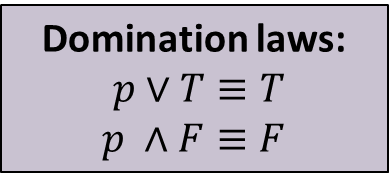 Domination laws:
p ∨ T ≡ T
p ∧ F ≡ F